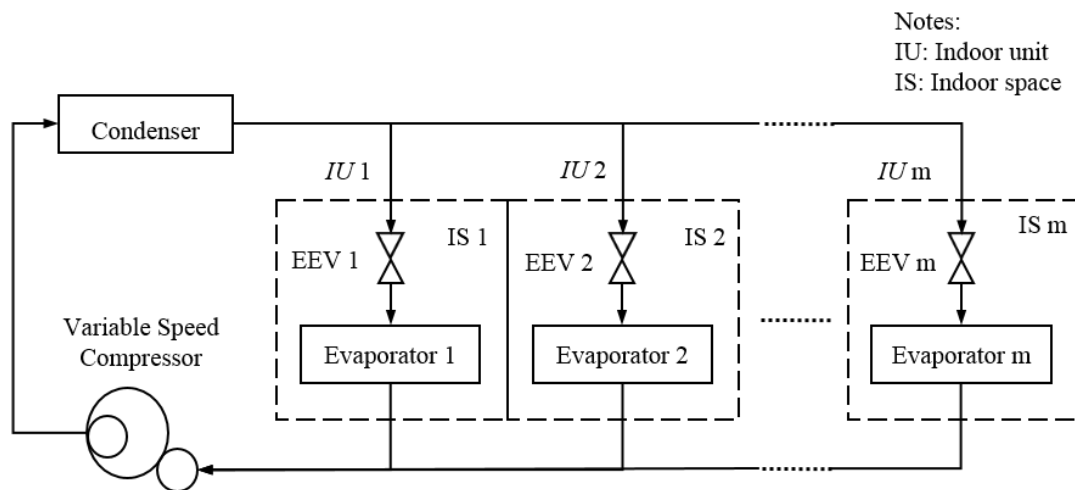 Notes:
IU: Indoor unit
IS: Indoor space
Condenser
IU 1
IU 2
IU m
IS 1
IS 2
IS m
EEV 1
EEV 2
EEV m
Variable Speed
Compressor
Evaporator 1
Evaporator 2
Evaporator m